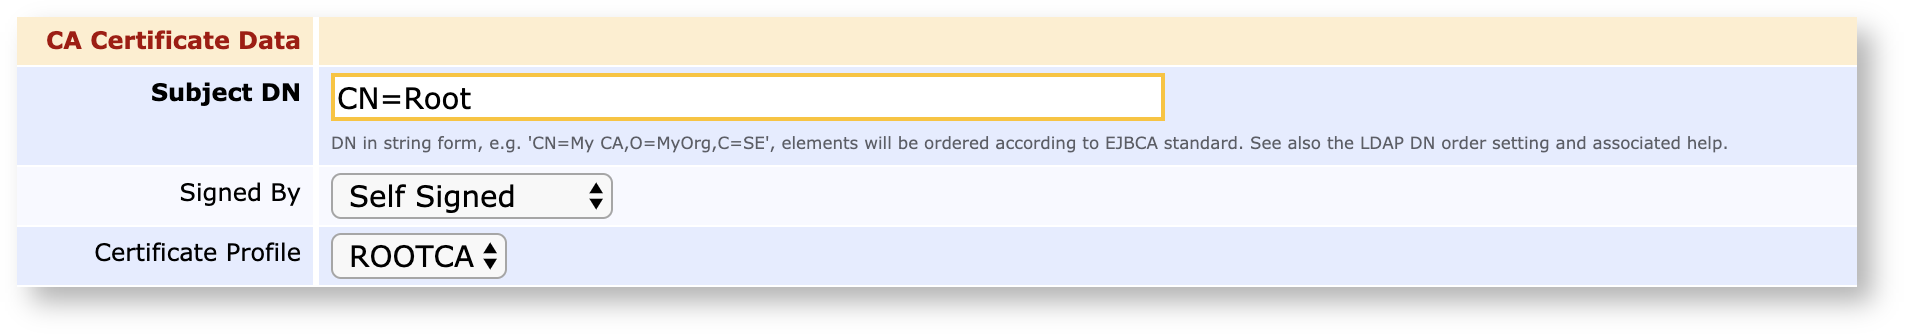 CA Certificate Data
Subject DN
CN=Root
DN in string form, e.g. 'CN=My CA,O=MyOrg,C=SE', elements will be ordered according to EJBCA standard. See also the LDAP DN order setting and associated help.
Signed By
Self Signed
Certificate Profile
ROOTCA